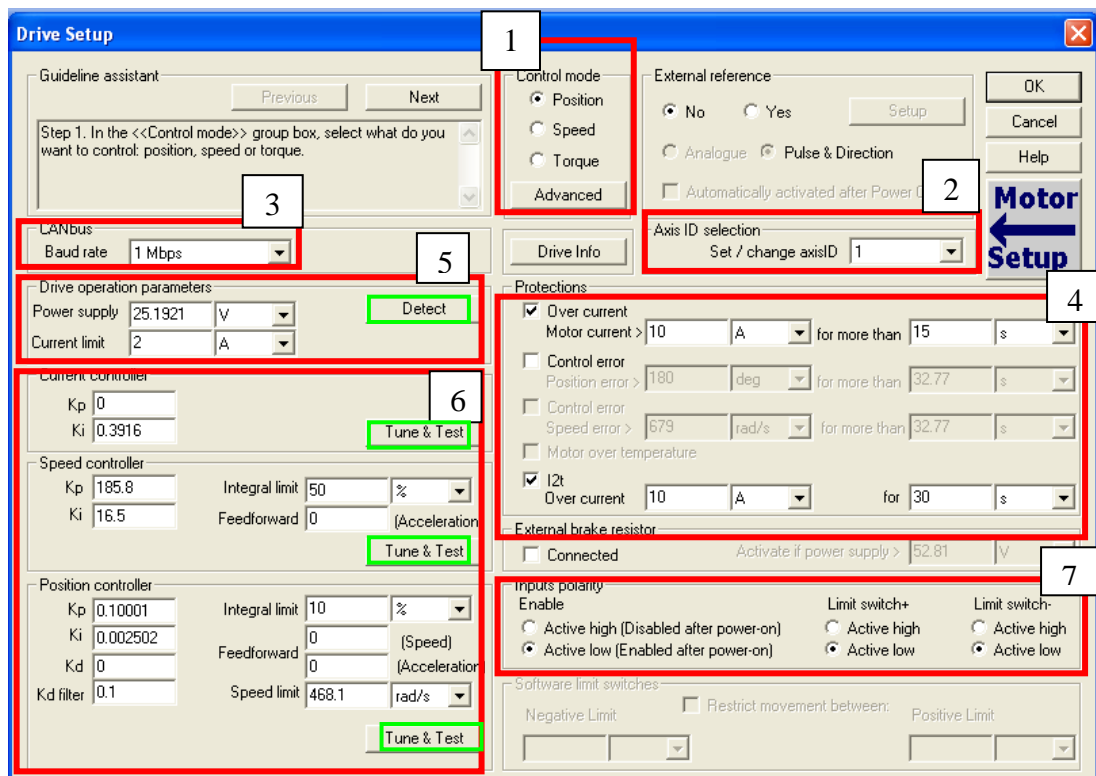 Drive Setup
1
Guideline assistant
Previous
Next
Step 1. In the <<Control mode>> group box, select what do you
want to control: position, speed or torque.
Control mode
Position
Speed
Torque
Advanced
External reference
No
Yes
Setup
Analogue
Pulse & Direction
Automatically activated after Power
OK
Cancel
Help
Motor
Setup
3
CANbus
Baud rate
1 Mbps
Drive Info
2
Axis ID selection
Set / change axisID
1
5
Drive operation parameters
Power supply
25.1921
V
Detect
Current limit
2
A
4
Protections
Over current
Motor current >
10
A
for more than
15
s
Control error
Position error >
180
deg
for more than
32.77
s
Control error
Speed error >
679
rad/s
for more than
32.77
s
Motor over temperature
I2t
Over current
10
A
for
30
s
6
Current controller
Kp
0
Ki
0.3916
Tune & Test
Speed controller
Kp
185.8
Integral limit
50
%
Ki
16.5
Feedforward
0
(Acceleration
Tune & Test
External brake resistor
Connected
Activate if power supply >
52.81
V
Position controller
Kp
0.10001
Integral limit
10
%
Ki
0.002502
Feedforward
0
(Speed)
Kd
0
0
(Acceleration
Kd filter
0.1
Speed limit
468.1
rad/s
Tune & Test
7
Inputs polarity
Enable
Active high (Disabled after power-on)
Active low (Enabled after power-on)
Limit switch+
Active high
Active low
Limit switch-
Active high
Active low
Software limit switches
Negative Limit
Restrict movement between:
Positive Limit